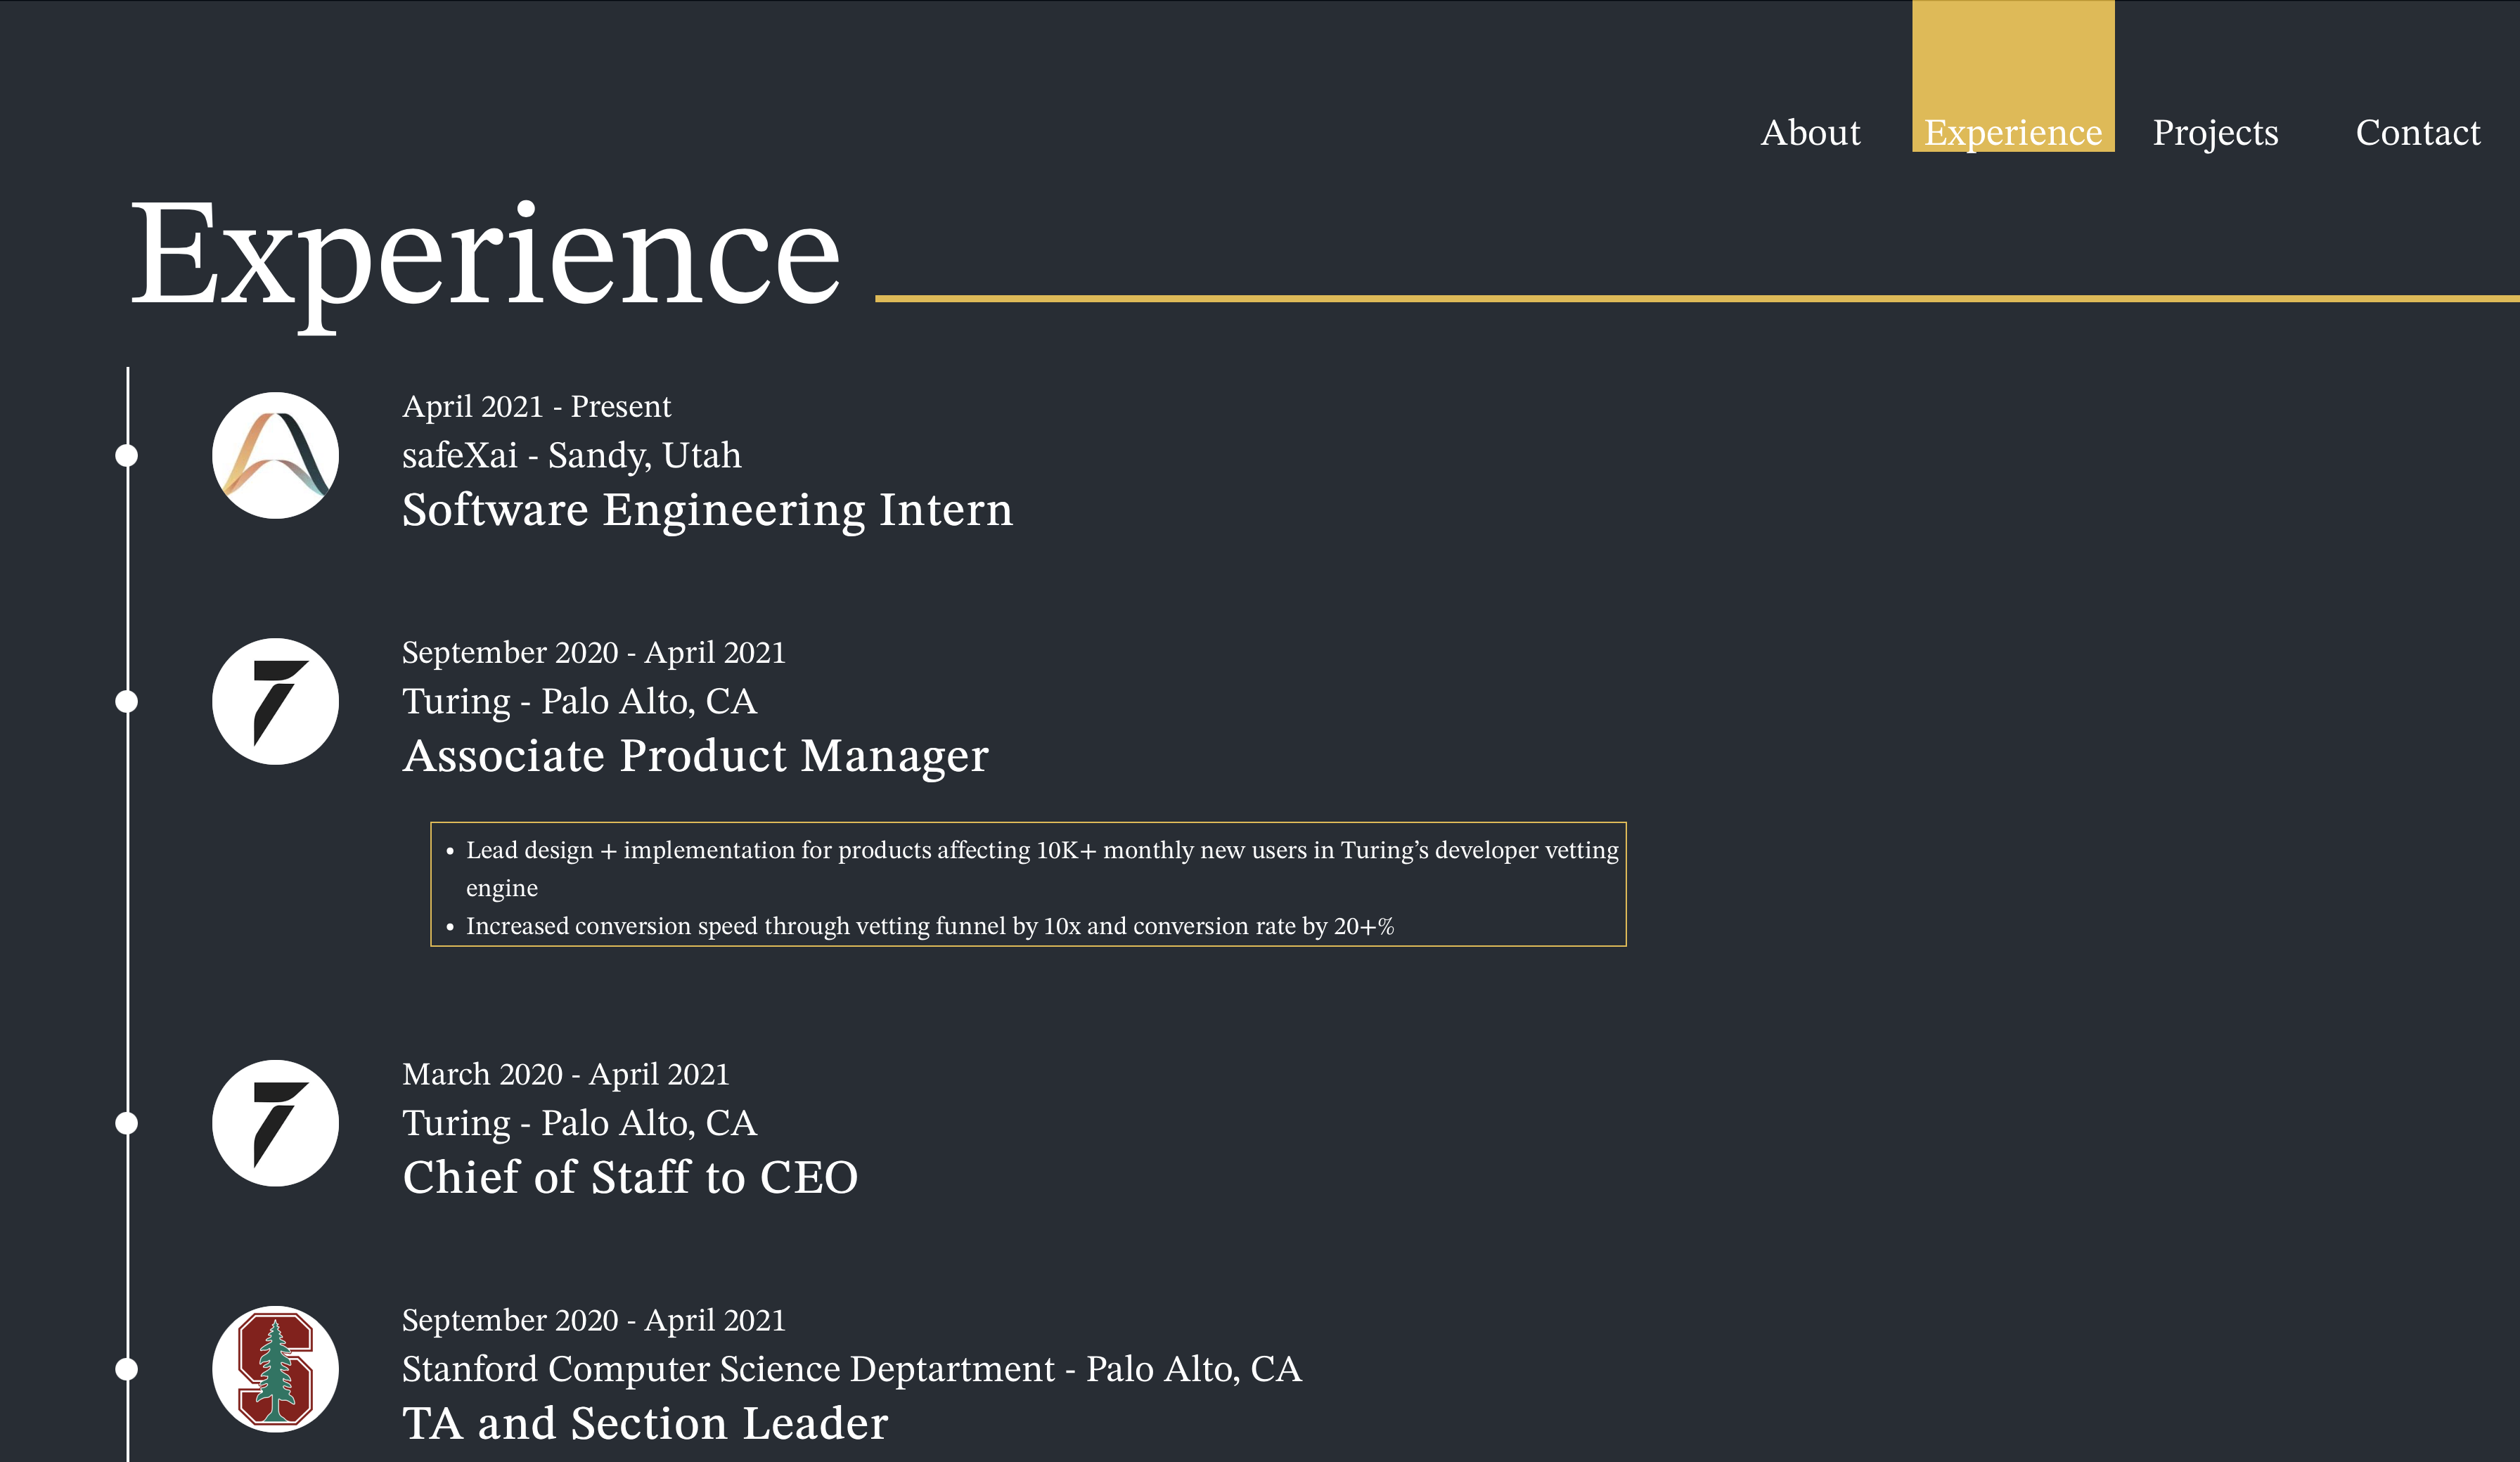 About Experience Projects Contact
Experience
April 2021 - Present
safeXai - Sandy, Utah
Software Engineering Intern
September 2020 - April 2021
Turing - Palo Alto, CA
Associate Product Manager
• Lead design + implementation for products affecting 10K+ monthly new users in Turing’s developer vetting
engine
• Increased conversion speed through vetting funnel by 10x and conversion rate by 20+%
March 2020 - April 2021
Turing - Palo Alto, CA
Chief of Staff to CEO
September 2020 - April 2021
Stanford Computer Science Deptartment - Palo Alto, CA
TA and Section Leader